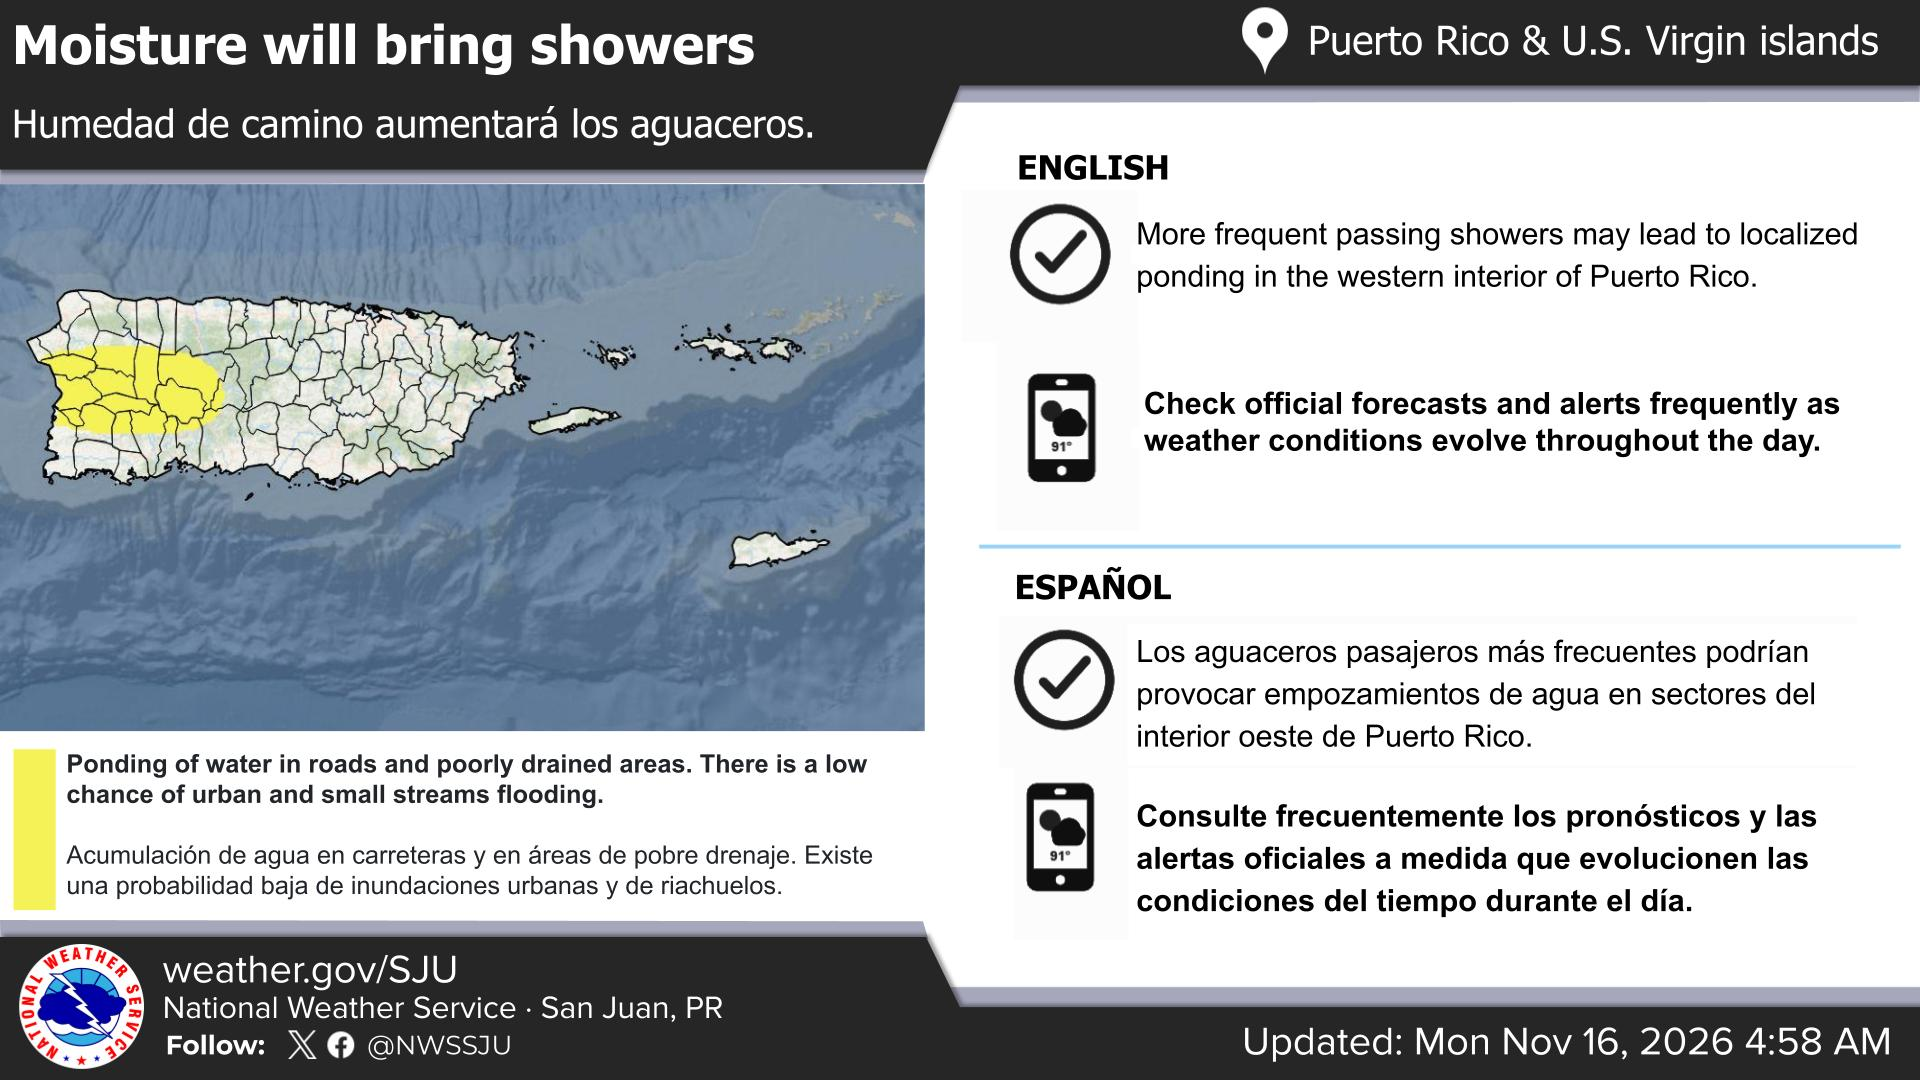 Moisture will bring showers
Humedad de camino aumentará los aguaceros.
Puerto Rico & U.S. Virgin islands
ENGLISH
More frequent passing showers may lead to localized
ponding in the western interior of Puerto Rico.
91°
Check official forecasts and alerts frequently as
weather conditions evolve throughout the day.
ESPAÑOL
Los aguaceros pasajeros más frecuentes podrían
provocar empozamientos de agua en sectores del
interior oeste de Puerto Rico.
91°
Consulte frecuentemente los pronósticos y las
alertas oficiales a medida que evolucionen las
condiciones del tiempo durante el día.
Ponding of water in roads and poorly drained areas. There is a low
chance of urban and small streams flooding.
Acumulación de agua en carreteras y en áreas de pobre drenaje. Existe
una probabilidad baja de inundaciones urbanas y de riachuelos.
NATIONAL WEATHER SERVICE
weather.gov/SJU
National Weather Service · San Juan, PR
Follow: @NWSSJU
Updated: Mon Nov 16, 2026 4:58 AM